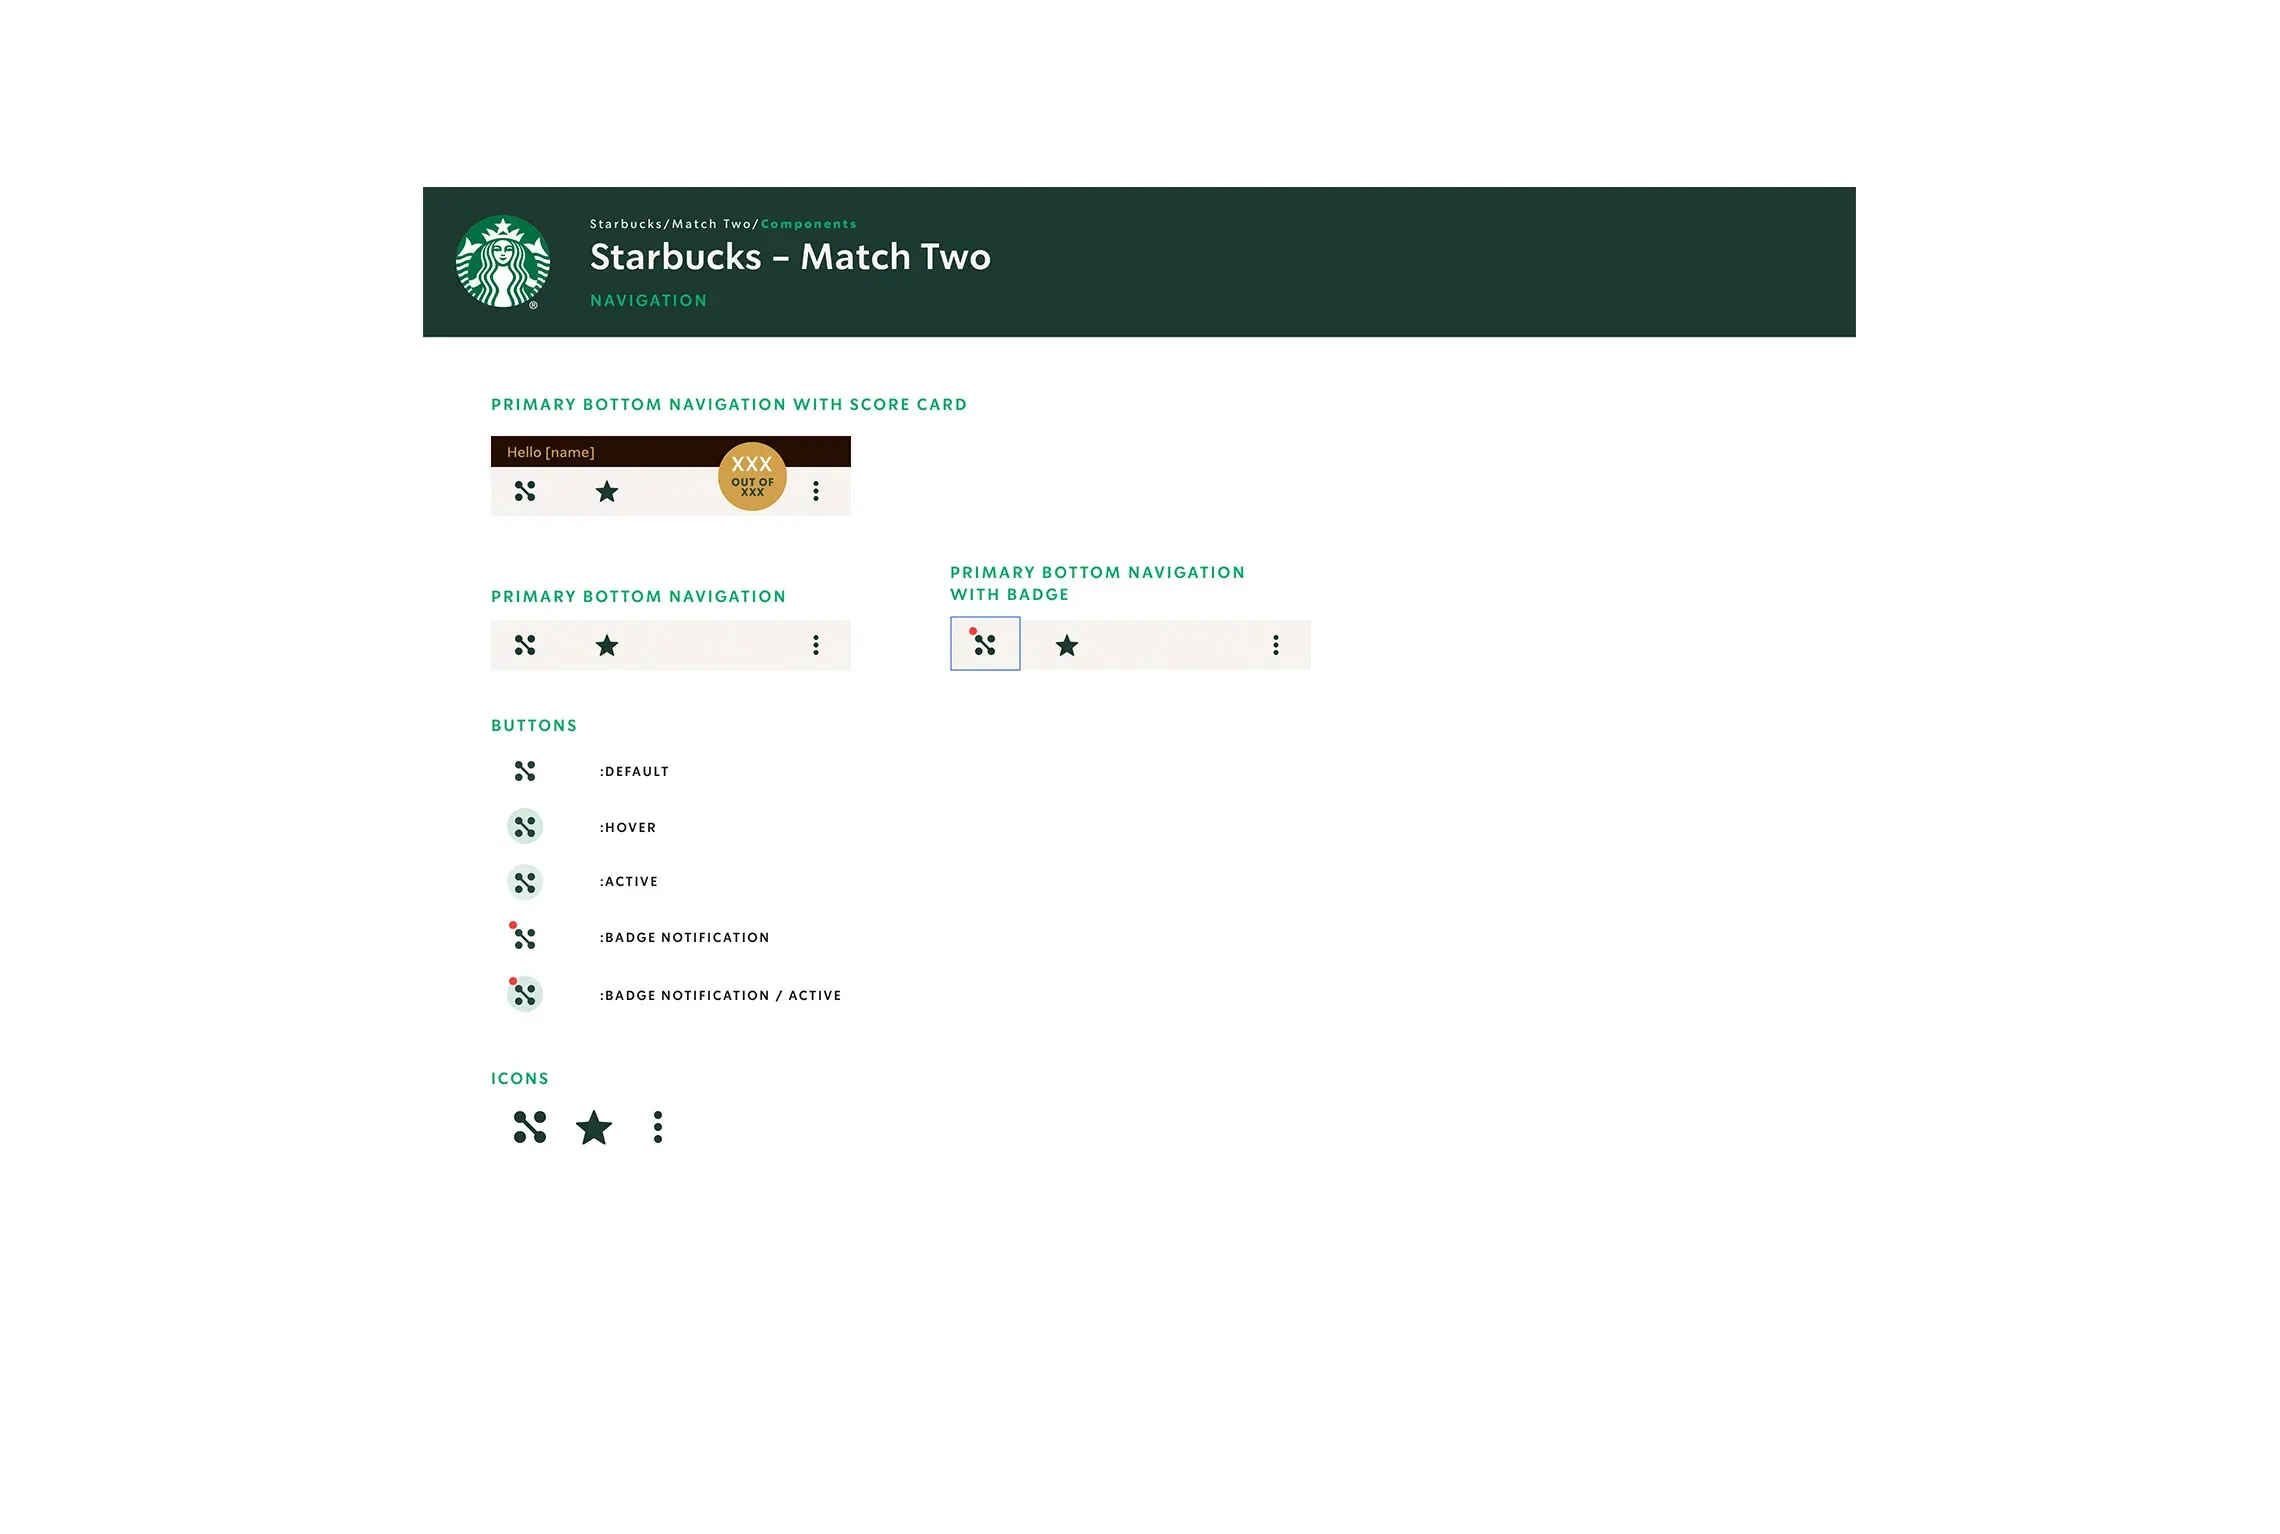 Starbucks/Match Two/Components
Starbucks – Match Two
NAVIGATION
®
PRIMARY BOTTOM NAVIGATION WITH SCORE CARD
Hello [name]
XXX
OUT OF
XXX
PRIMARY BOTTOM NAVIGATION
PRIMARY BOTTOM NAVIGATION
WITH BADGE
BUTTONS
:DEFAULT
:HOVER
:ACTIVE
:BADGE NOTIFICATION
:BADGE NOTIFICATION / ACTIVE
ICONS